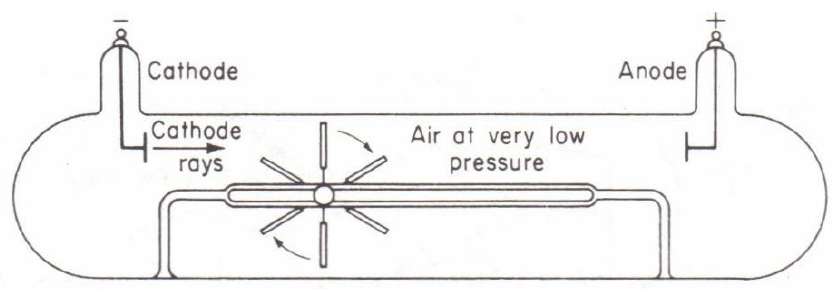 −
+
Cathode
Anode
Cathode
rays
Air at very low
pressure